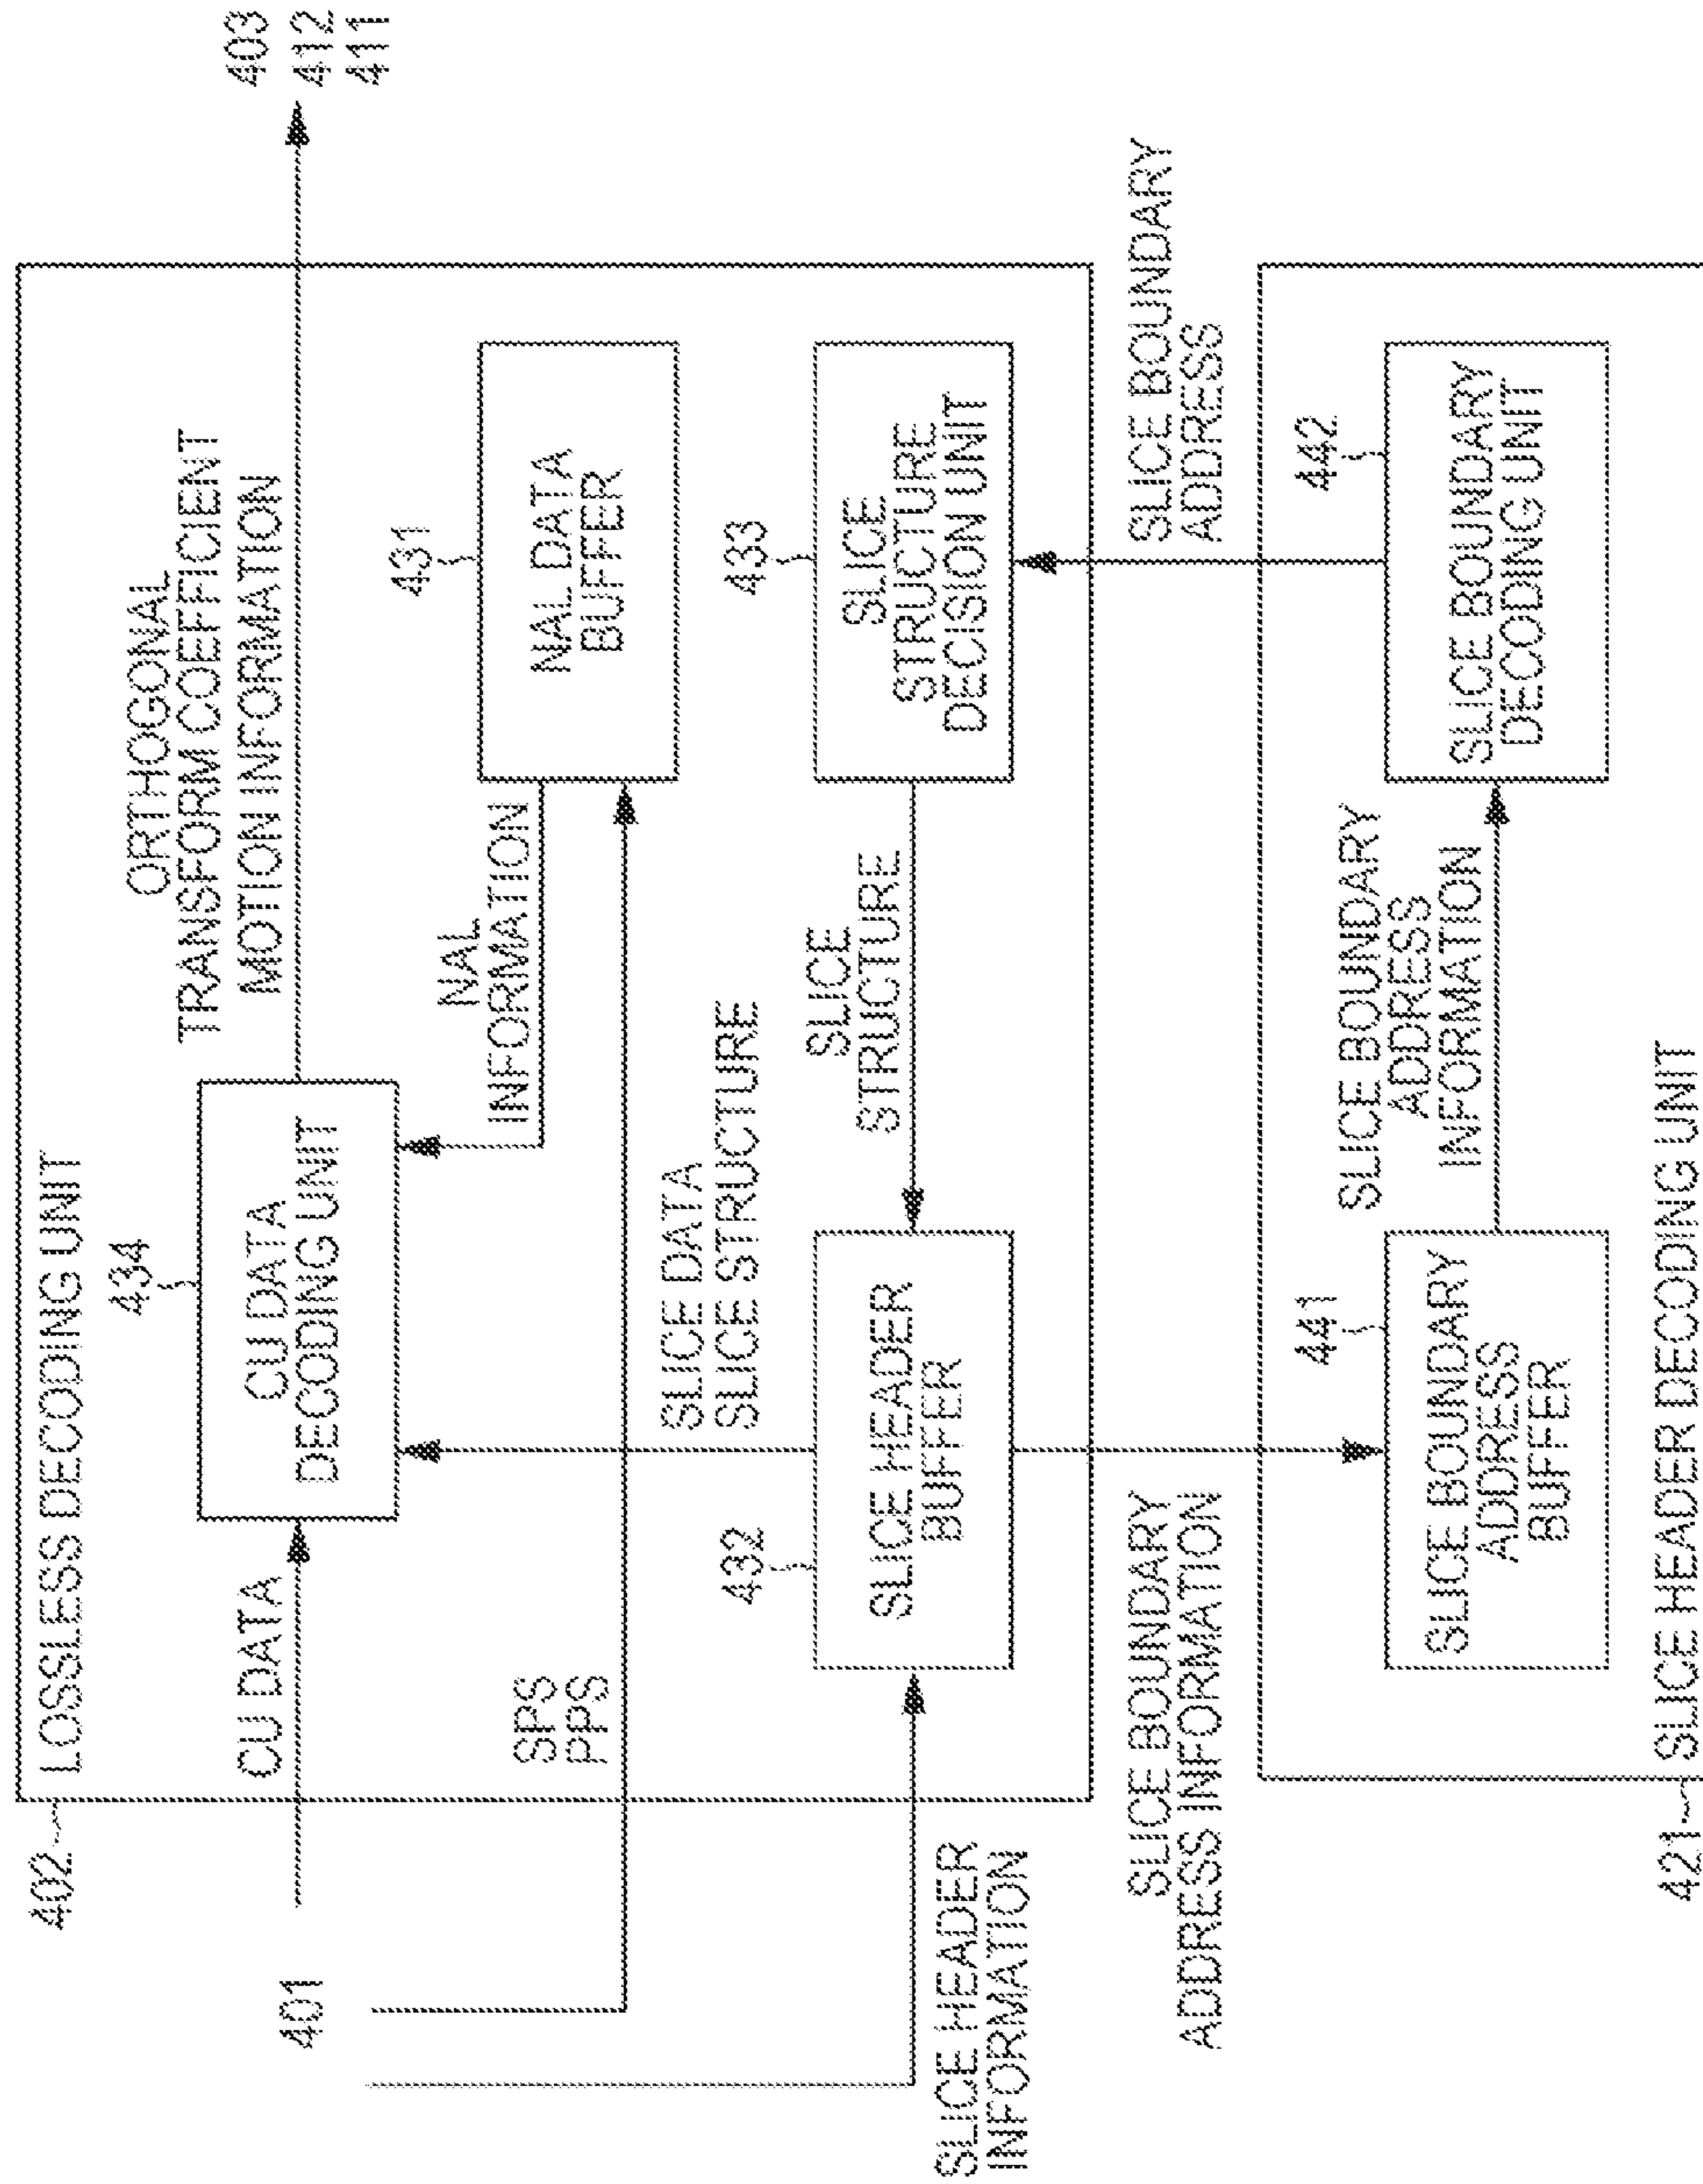 402
LOSSLESS DECODING UNIT
434
ORTHOGONAL
TRANSFORM COEFFICIENT
MOTION INFORMATION
403
412
411
401
CU DATA
CU DATA
DECODING UNIT
NAL
INFORMATION
431
NAL DATA
BUFFER
SPS
PPS
SLICE DATA
SLICE STRUCTURE
432
SLICE HEADER
BUFFER
SLICE
STRUCTURE
433
SLICE
STRUCTURE
DECISION UNIT
SLICE HEADER
INFORMATION
SLICE BOUNDARY
ADDRESS INFORMATION
SLICE BOUNDARY
ADDRESS
441
SLICE BOUNDARY
ADDRESS
BUFFER
SLICE BOUNDARY
ADDRESS
INFORMATION
442
SLICE BOUNDARY
DECODING UNIT
421
SLICE HEADER DECODING UNIT